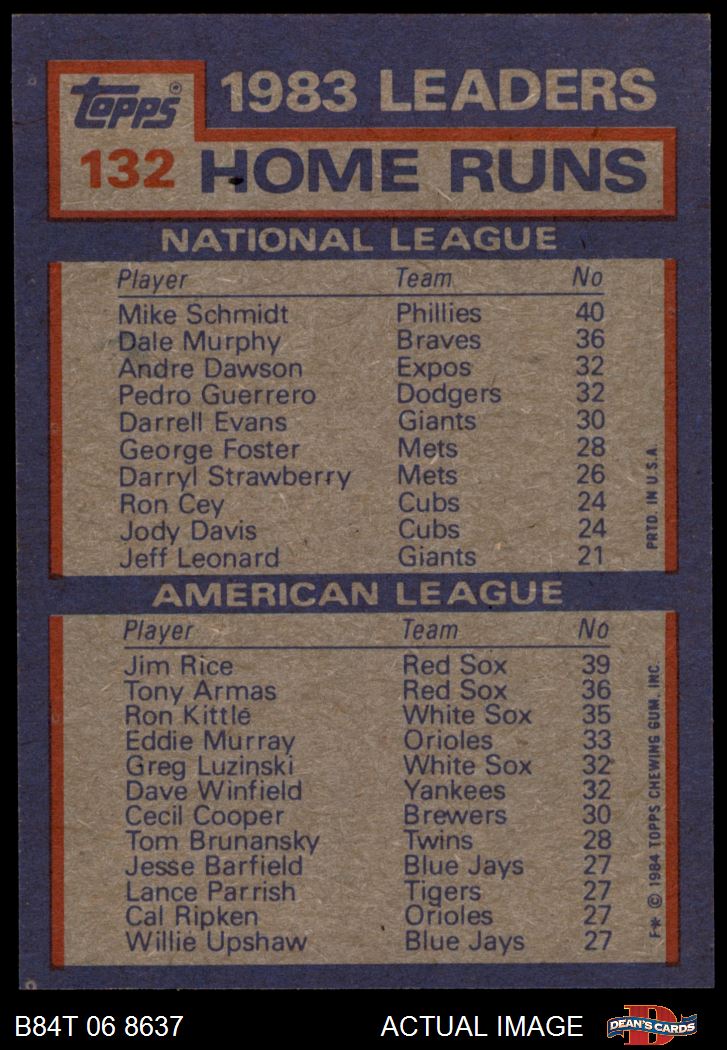 Topps®
1983 LEADERS
132 HOME RUNS
NATIONAL LEAGUE
Player Team No
Mike Schmidt Phillies 40
Dale Murphy Braves 36
Andre Dawson Expos 32
Pedro Guerrero Dodgers 32
Darrell Evans Giants 30
George Foster Mets 28
Darryl Strawberry Mets 26
Ron Cey Cubs 24
Jody Davis Cubs 24
Jeff Leonard Giants 21
PRTD. IN U.S.A.
AMERICAN LEAGUE
Player Team No
Jim Rice Red Sox 39
Tony Armas Red Sox 36
Ron Kittle White Sox 35
Eddie Murray Orioles 33
Greg Luzinski White Sox 32
Dave Winfield Yankees 32
Cecil Cooper Brewers 30
Tom Brunansky Twins 28
Jesse Barfield Blue Jays 27
Lance Parrish Tigers 27
Cal Ripken Orioles 27
Willie Upshaw Blue Jays 27
F* © 1984 TOPPS CHEWING GUM, INC.
B84T 06 8637 ACTUAL IMAGE
D
DEAN'S CARDS